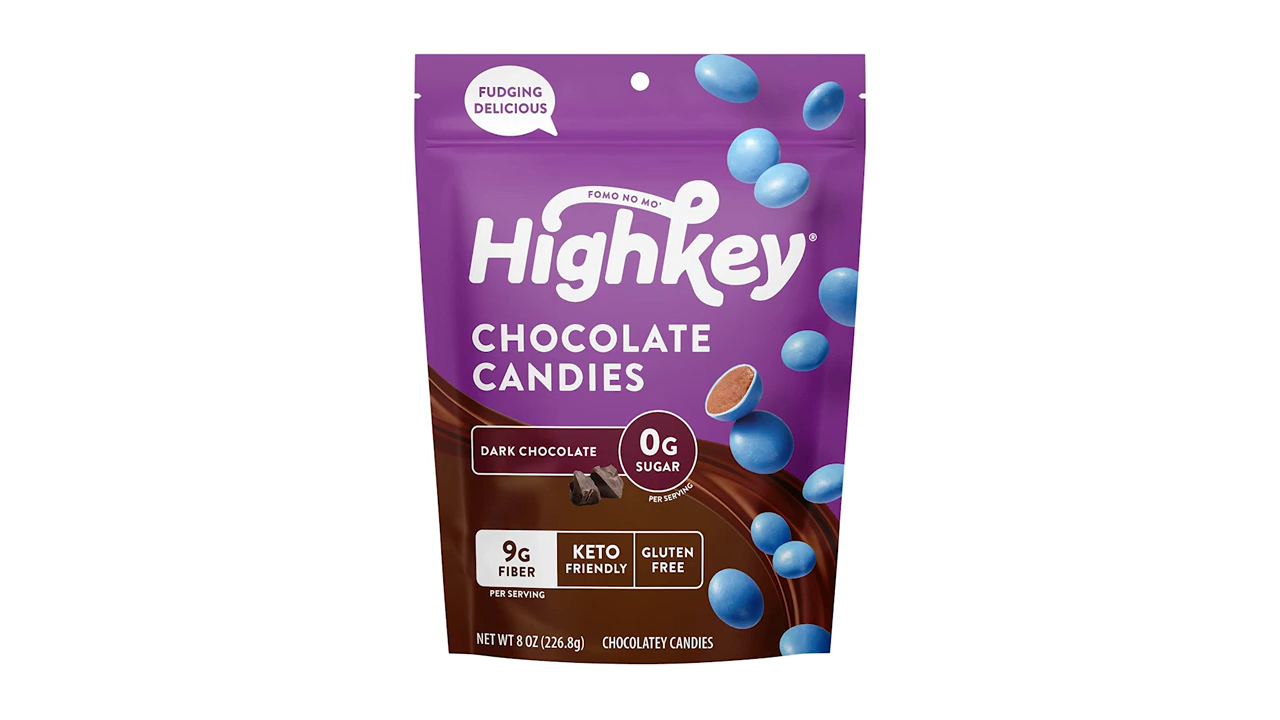 FUDGING
DELICIOUS
FOMO NO MO'
Highkey®
CHOCOLATE
CANDIES
DARK CHOCOLATE
0G
SUGAR
PER SERVING
9G
FIBER
PER SERVING
KETO
FRIENDLY
GLUTEN
FREE
NET WT 8 OZ (226.8g) CHOCOLATEY CANDIES